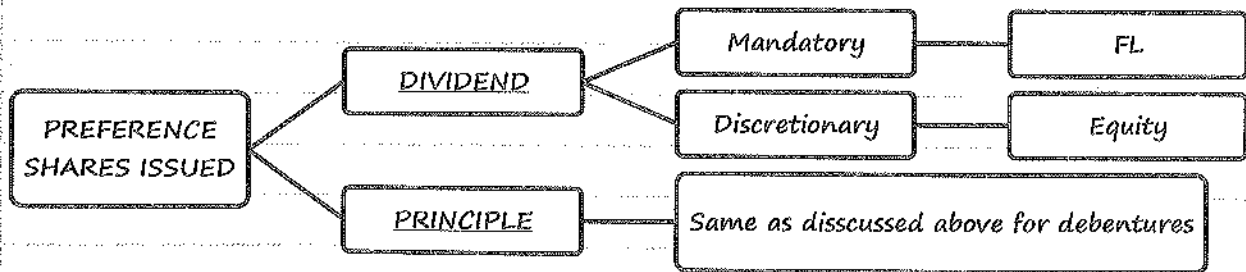 PREFERENCE
SHARES ISSUED
DIVIDEND
Mandatory
FL
Discretionary
Equity
PRINCIPLE
Same as disscussed above for debentures